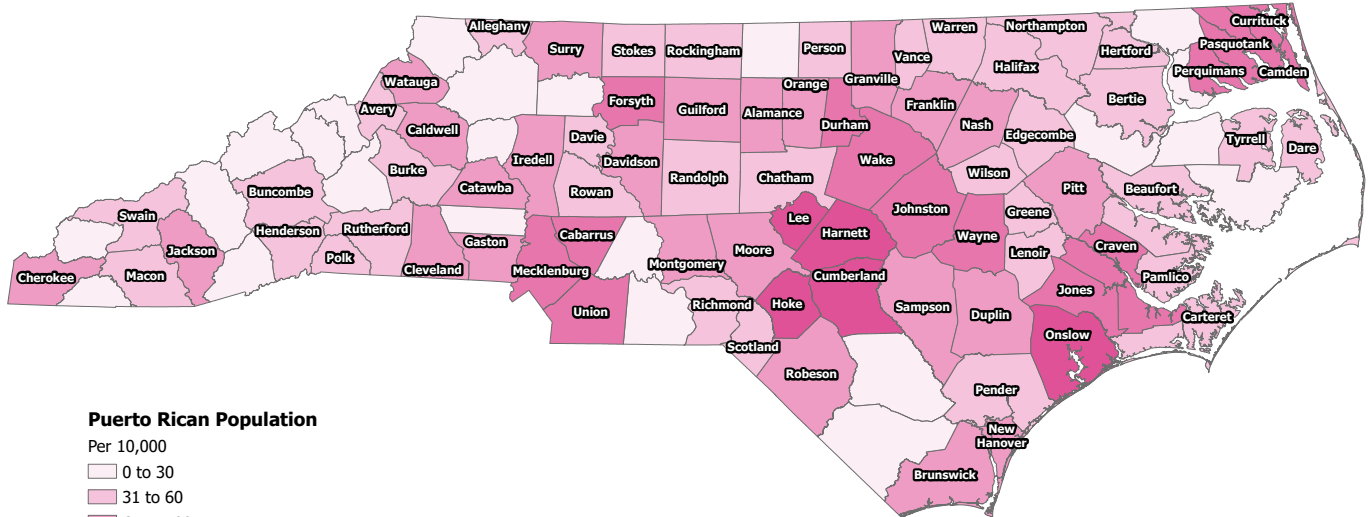 Alleghany
Surry
Stokes
Rockingham
Person
Vance
Warren
Northampton
Hertford
Currituck
Pasquotank
Perquimans
Camden
Watauga
Avery
Caldwell
Forsyth
Guilford
Alamance
Orange
Granville
Durham
Franklin
Halifax
Nash
Edgecombe
Bertie
Tyrrell
Dare
Burke
Iredell
Davie
Davidson
Rowan
Randolph
Chatham
Wake
Wilson
Buncombe
Catawba
Pitt
Beaufort
Swain
Henderson
Rutherford
Lee
Johnston
Greene
Jackson
Polk
Gaston
Cabarrus
Moore
Harnett
Wayne
Lenoir
Craven
Cherokee
Macon
Cleveland
Mecklenburg
Montgomery
Cumberland
Pamlico
Union
Richmond
Hoke
Sampson
Duplin
Jones
Carteret
Scotland
Onslow
Robeson
Pender
New
Hanover
Brunswick
Puerto Rican Population
Per 10,000
0 to 30
31 to 60